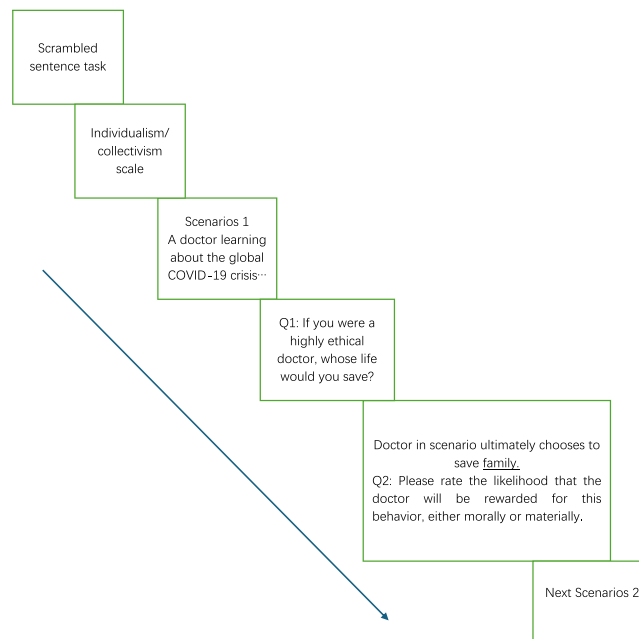 Scrambled
sentence task
Individualism/
collectivism
scale
Scenarios 1
A doctor learning
about the global
COVID-19 crisis…
Q1: If you were a
highly ethical
doctor, whose life
would you save?
Doctor in scenario ultimately chooses to
save family.
Q2: Please rate the likelihood that the
doctor will be rewarded for this
behavior, either morally or materially.
Next Scenarios 2